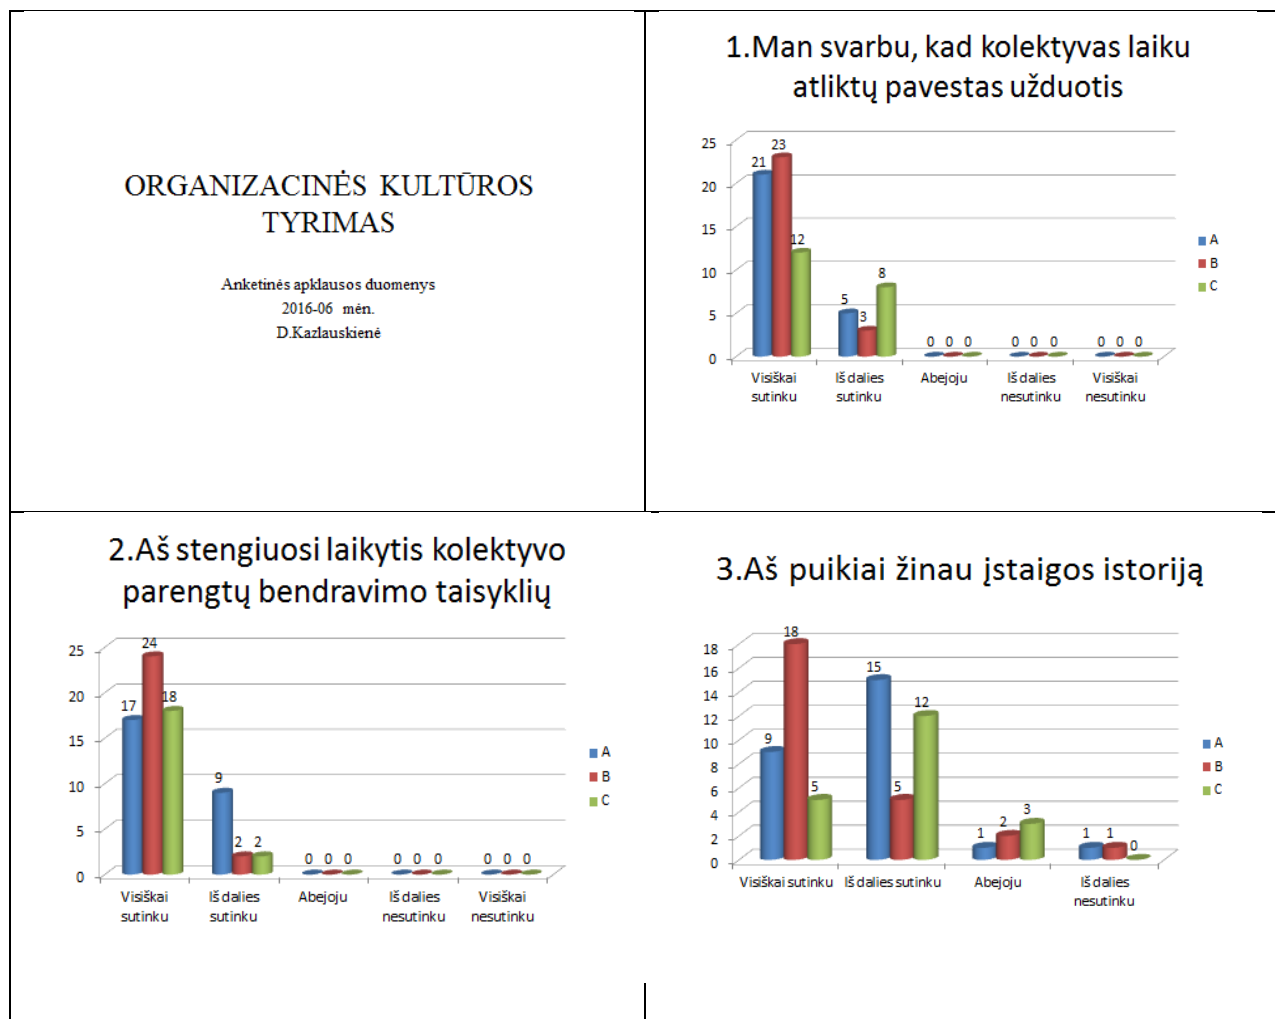 ORGANIZACINĖS KULTŪROS
TYRIMAS
Anketinės apklausos duomenys
2016-06 mėn.
D.Kazlauskienė
1.Man svarbu, kad kolektyvas laiku
atliktų pavestas užduotis
25
20
15
10
5
0
21
23
12
5
3
8
0 0 0
0 0 0
0 0 0
Visiškai
sutinku
Iš dalies
sutinku
Abejoju
Iš dalies
nesutinku
Visiškai
nesutinku
A
B
C
2.Aš stengiuosi laikytis kolektyvo
parengtų bendravimo taisyklių
25
20
15
10
5
0
17
24
18
9
2
2
0 0 0
0 0 0
0 0 0
Visiškai
sutinku
Iš dalies
sutinku
Abejoju
Iš dalies
nesutinku
Visiškai
nesutinku
A
B
C
3.Aš puikiai žinau įstaigos istoriją
18
16
14
12
10
8
6
4
2
0
9
18
5
15
5
12
1
2
3
1
1
0
Visiškai sutinku
Iš dalies sutinku
Abejoju
Iš dalies
nesutinku
A
B
C